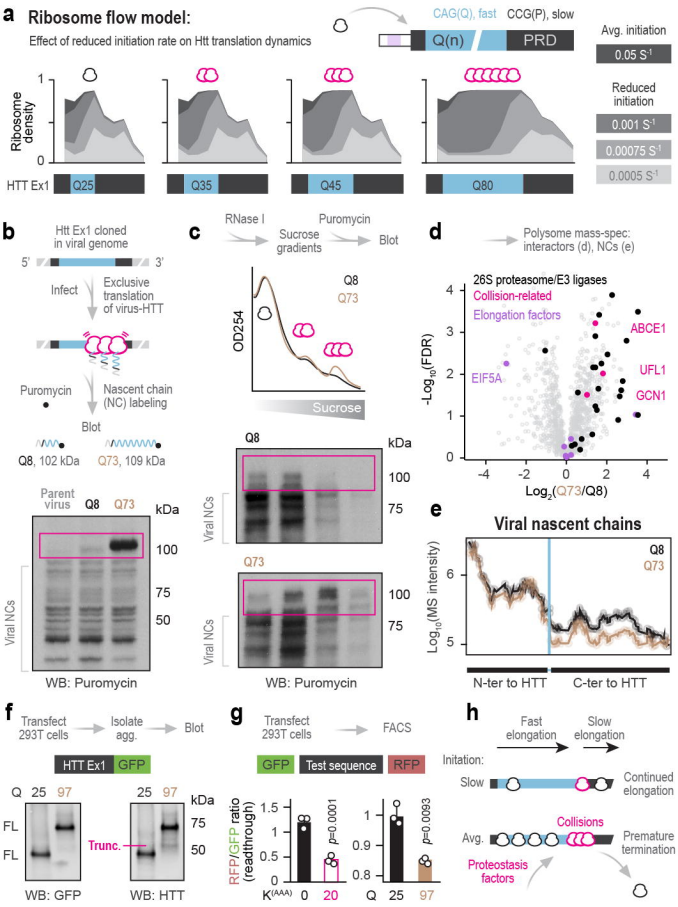 a Ribosome flow model:
Effect of reduced initiation rate on Htt translation dynamics
CAG(Q), fast CCG(P), slow
Q(n) PRD
Avg. initiation
0.05 S-1
Reduced
initiation
0.001 S-1
0.00075 S-1
0.0005 S-1
Ribosome
density
1
0
HTT Ex1 Q25 Q35 Q45 Q80
b
Htt Ex1 cloned
in viral genome
5' 3'
Infect
Exclusive
translation
of virus-HTT
Puromycin
Nascent chain
(NC) labeling
Blot
Q8, 102 kDa Q73, 109 kDa
Parent
virus Q8 Q73 kDa
100
75
50
Viral NCs
WB: Puromycin
c
RNase I Puromycin
Sucrose
gradients
Blot
Q8
Q73
OD254
Sucrose
Q8 kDa
100
75
Viral NCs
Q73
100
75
Viral NCs
WB: Puromycin
d
Polysome mass-spec:
interactors (d), NCs (e)
26S proteasome/E3 ligases
Collision-related
Elongation factors
ABCE1
UFL1
GCN1
EIF5A
-Log10(FDR)
4
3
2
1
0
-4 -2 0 2 4
Log2(Q73/Q8)
e Viral nascent chains
Q8
Q73
Log10(MS intensity)
6
5
N-ter to HTT C-ter to HTT
f
Transfect
293T cells
Isolate
agg.
Blot
HTT Ex1 GFP
Q 25 97 25 97 kDa
FL
FL
75
50
Trunc.
WB: GFP WB: HTT
g
Transfect
293T cells
FACS
GFP Test sequence RFP
RFP/GFP ratio
(readthrough)
1.5
1.2
0.9
0.6
0.3
0
p=0.0001
K(AAA) 0 20
1
0.9
0.8
p=0.0093
Q 25 97
h
Fast
elongation
Slow
elongation
Initation:
Slow
Continued
elongation
Collisions
Avg.
Premature
termination
Proteostasis
factors